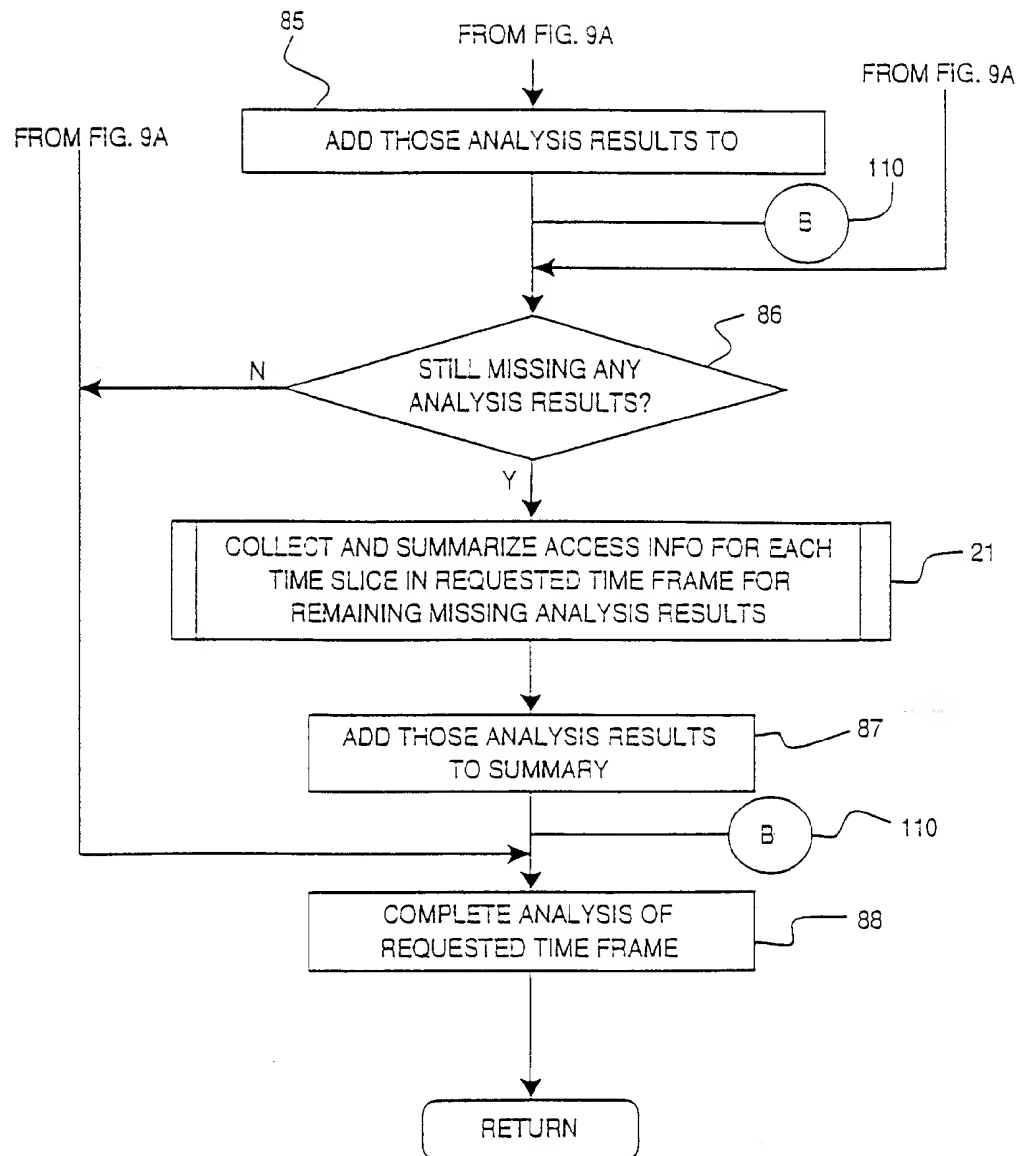 85
FROM FIG. 9A
FROM FIG. 9A
FROM FIG. 9A
ADD THOSE ANALYSIS RESULTS TO
110
B
86
STILL MISSING ANY
ANALYSIS RESULTS?
N
Y
COLLECT AND SUMMARIZE ACCESS INFO FOR EACH
TIME SLICE IN REQUESTED TIME FRAME FOR
REMAINING MISSING ANALYSIS RESULTS
21
ADD THOSE ANALYSIS RESULTS
TO SUMMARY
87
B
110
COMPLETE ANALYSIS OF
REQUESTED TIME FRAME
88
RETURN